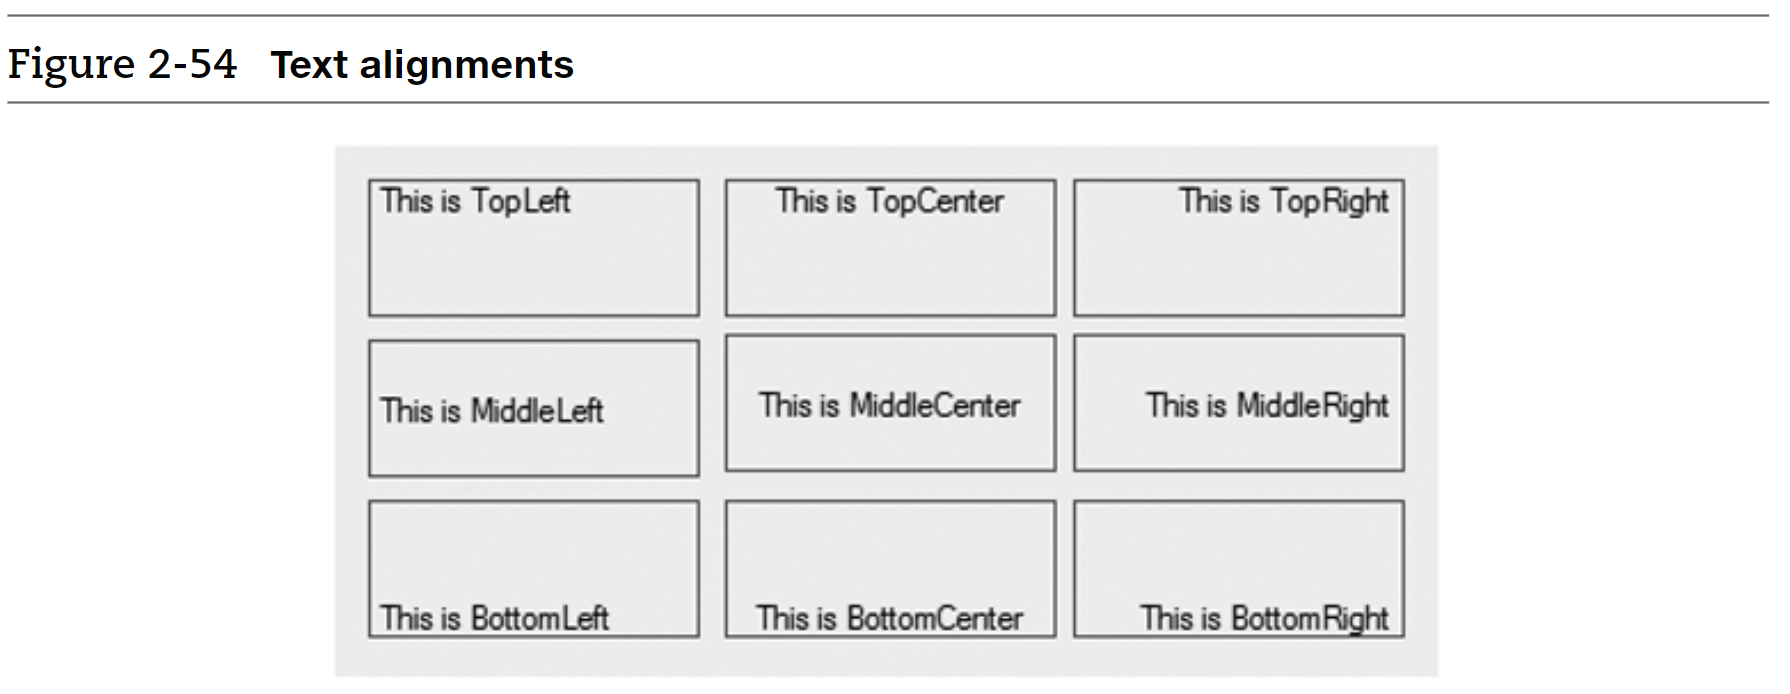 Figure 2-54 Text alignments
This is TopLeft
This is TopCenter
This is TopRight
This is MiddleLeft
This is MiddleCenter
This is MiddleRight
This is BottomLeft
This is BottomCenter
This is BottomRight